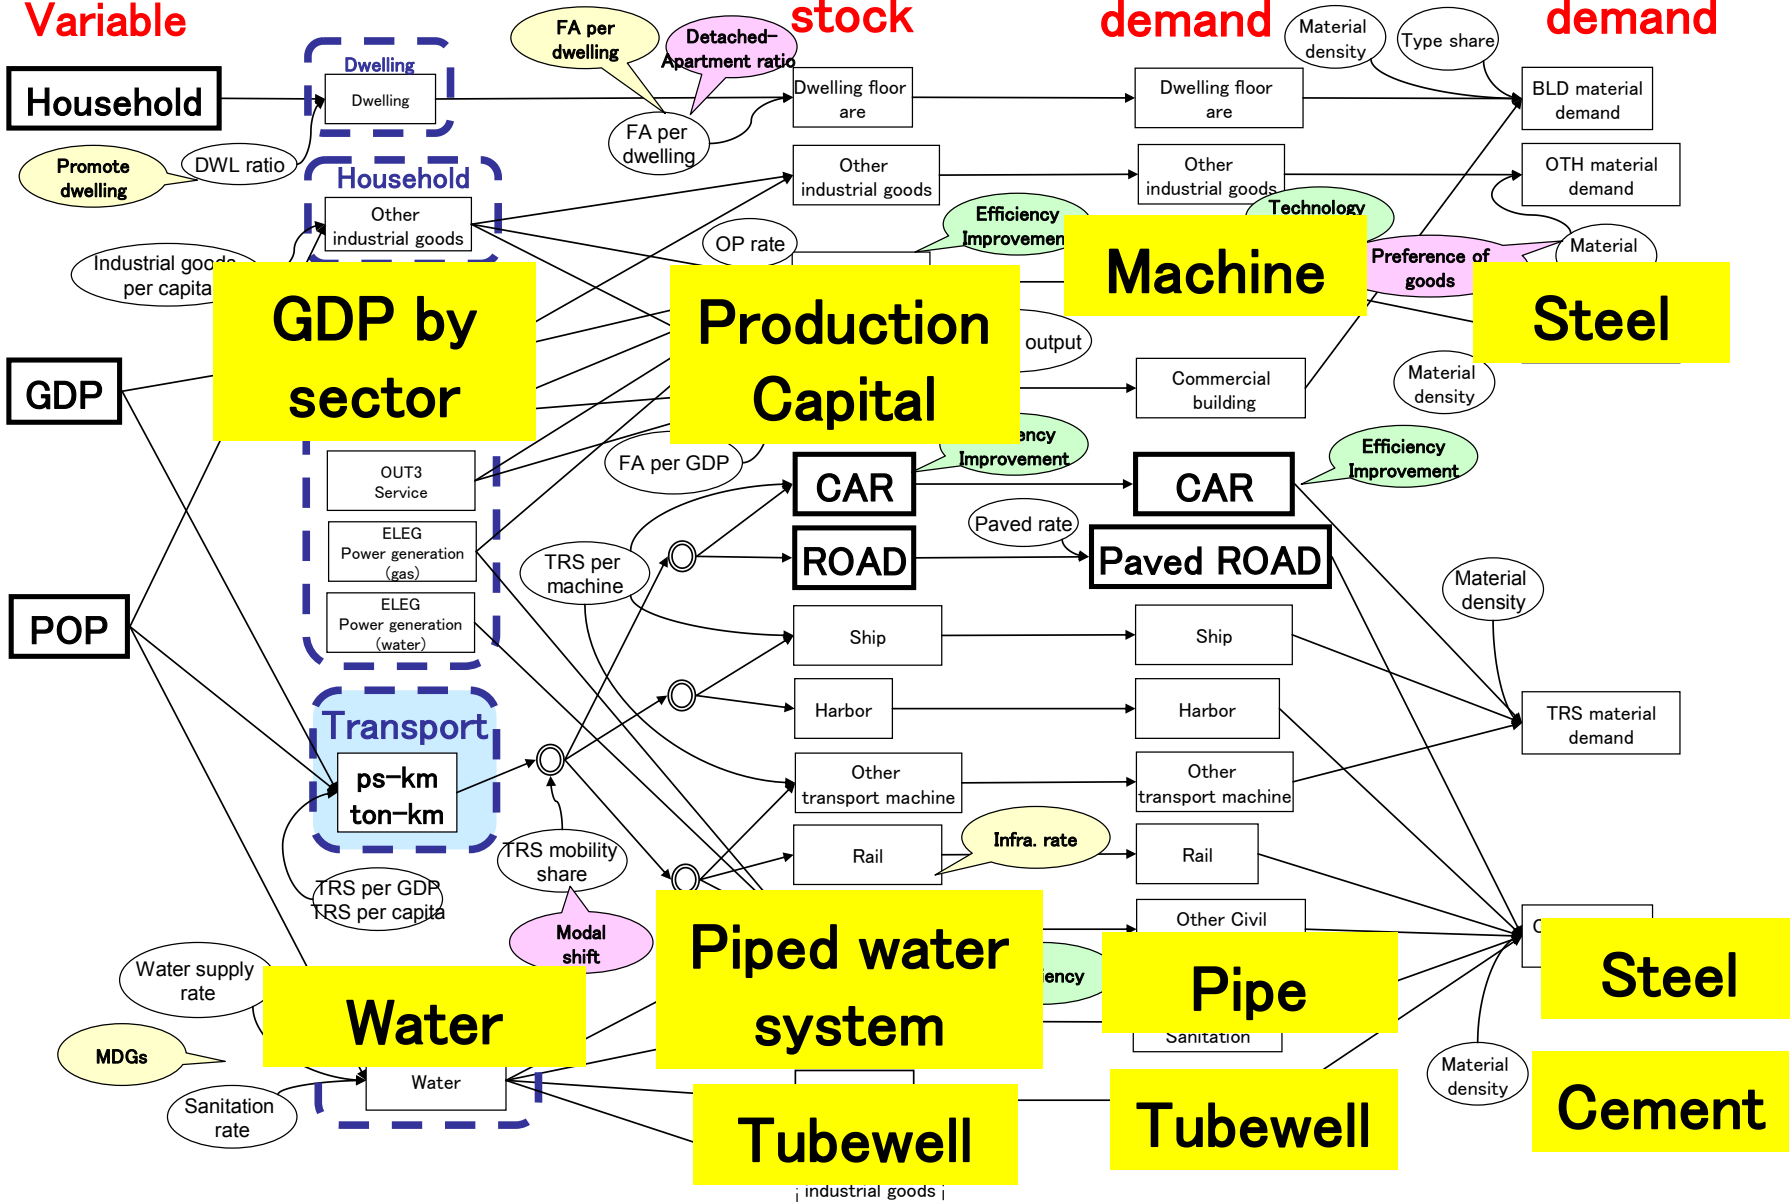 Variable
stock
demand
demand
Household
Dwelling
Dwelling
FA per
dwelling
Detached-
Apartment ratio
FA per
dwelling
Dwelling floor
are
Dwelling floor
are
Material
density
Type share
BLD material
demand
Promote
dwelling
DWL ratio
Household
Other
industrial goods
Other
industrial goods
Other
industrial goods
OTH material
demand
Industrial goods
per capita
OP rate
Efficiency
Improvement
Technology
Preference of
goods
Material
GDP by
sector
Production
Capital
Machine
Steel
output
GDP
Commercial
building
Material
density
OUT3
Service
FA per GDP
Improvement
CAR
CAR
Efficiency
Improvement
ELEG
Power generation
(gas)
TRS per
machine
ROAD
Paved rate
Paved ROAD
Material
density
POP
ELEG
Power generation
(water)
Ship
Ship
Transport
ps-km
ton-km
Harbor
Harbor
TRS material
demand
Other
transport machine
Other
transport machine
TRS mobility
share
Rail
Infra. rate
Rail
TRS per GDP
TRS per capita
Modal
shift
Other Civil
Water supply
rate
Water
Piped water
system
Pipe
Steel
Sanitation
MDGs
Water
Sanitation
rate
Tubewell
Tubewell
Material
density
Cement
industrial goods